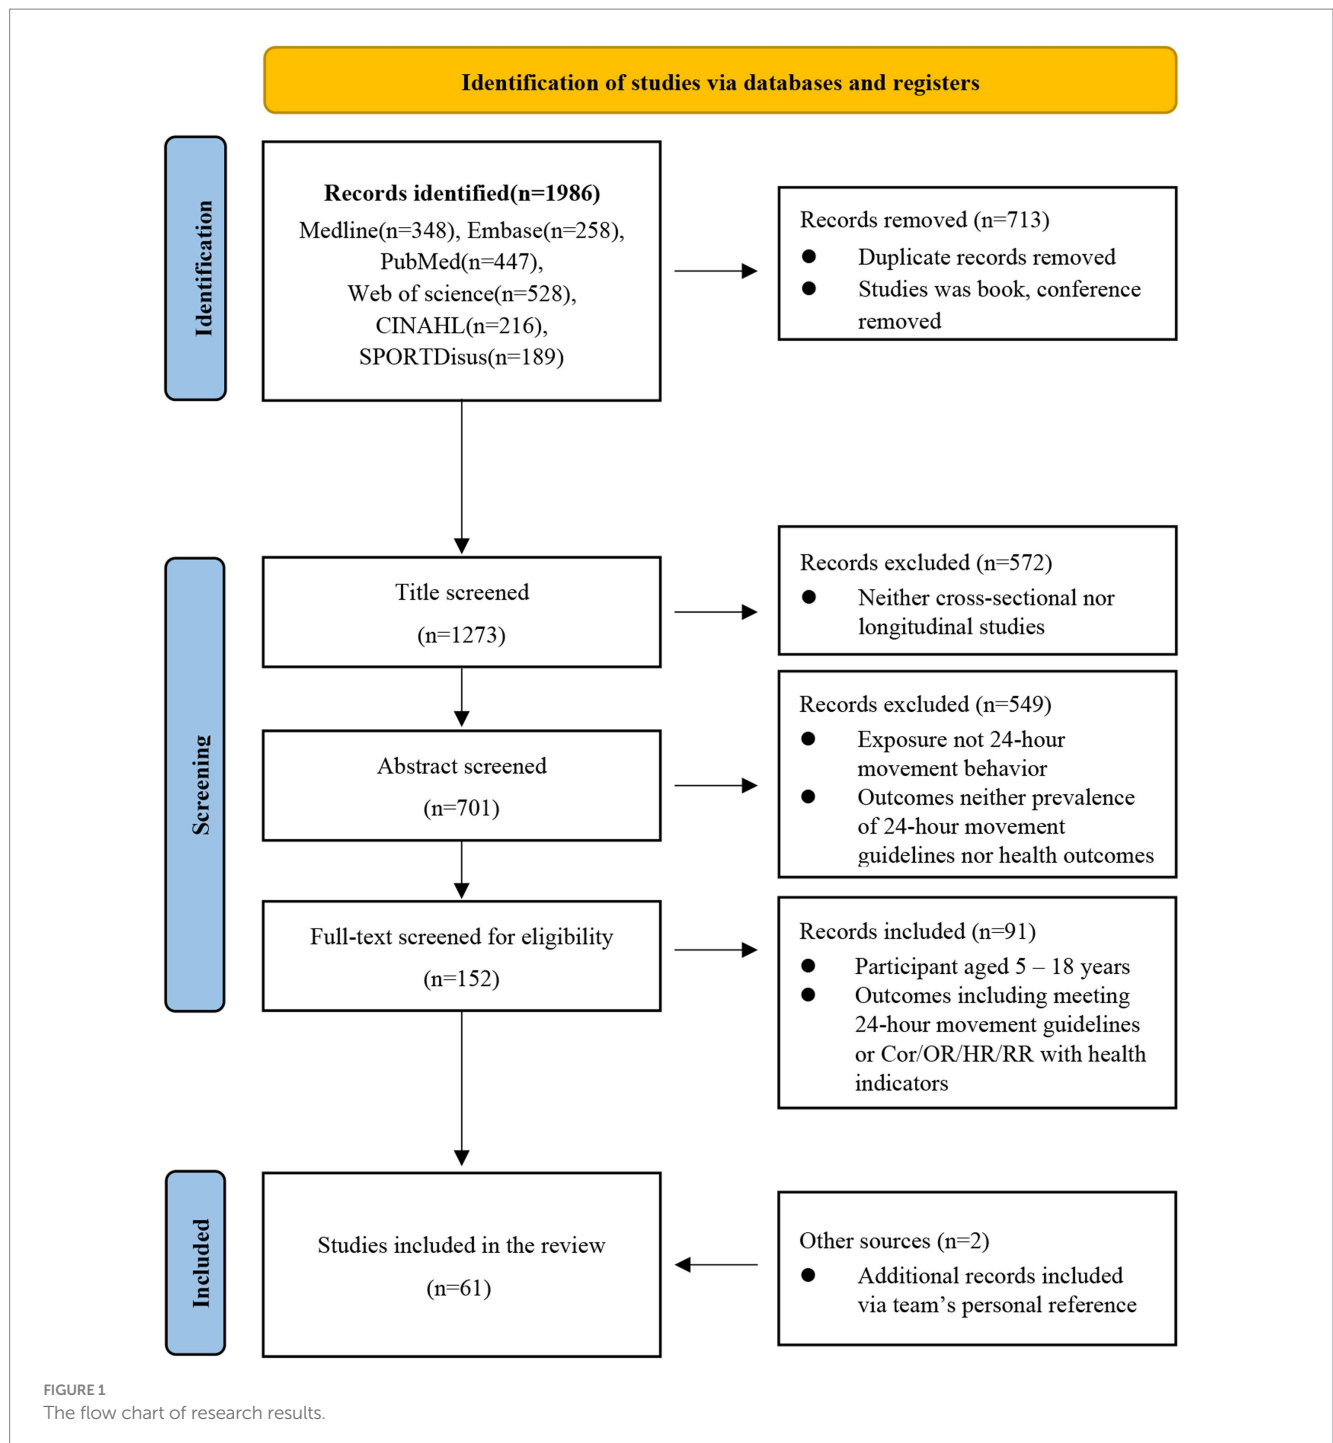 Identification of studies via databases and registers
Identification
Records identified(n=1986)
Medline(n=348), Embase(n=258),
PubMed(n=447),
Web of science(n=528),
CINAHL(n=216),
SPORTDisus(n=189)
Records removed (n=713)
● Duplicate records removed
● Studies was book, conference
removed
Screening
Title screened
(n=1273)
Records excluded (n=572)
● Neither cross-sectional nor
longitudinal studies
Abstract screened
(n=701)
Records excluded (n=549)
● Exposure not 24-hour
movement behavior
● Outcomes neither prevalence
of 24-hour movement
guidelines nor health outcomes
Full-text screened for eligibility
(n=152)
Records included (n=91)
● Participant aged 5 – 18 years
● Outcomes including meeting
24-hour movement guidelines
or Cor/OR/HR/RR with health
indicators
Included
Studies included in the review
(n=61)
Other sources (n=2)
● Additional records included
via team’s personal reference
FIGURE 1
The flow chart of research results.